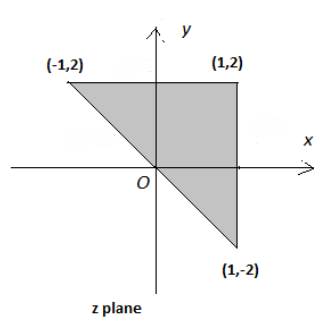 y
(-1,2) (1,2)
x
O
(1,-2)
z plane